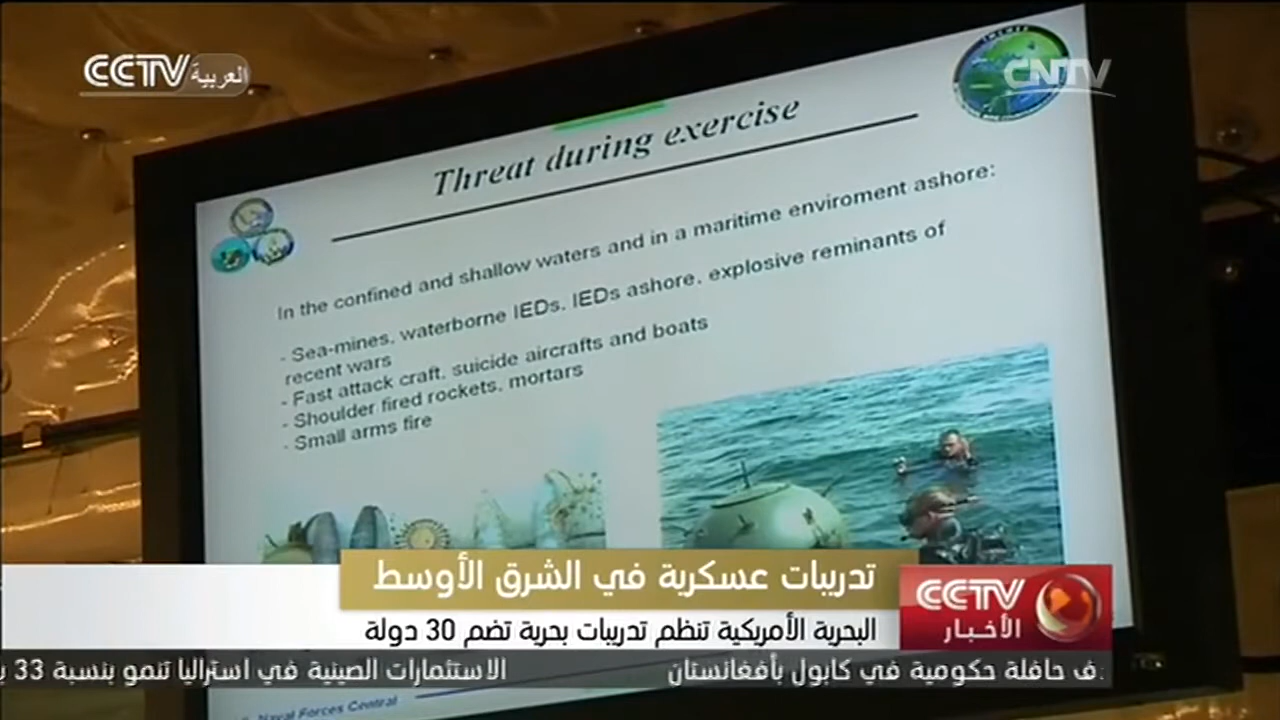 CCTV العربية
CNTV
Threat during exercise
In the confined and shallow waters and in a maritime enviroment ashore:
- Sea-mines, waterborne IEDs, IEDs ashore, explosive reminants of
recent wars
- Fast attack craft, suicide aircrafts and boats
- Shoulder fired rockets, mortars
- Small arms fire
تدريبات عسكرية في الشرق الأوسط
البحرية الأمريكية تنظم تدريبات بحرية تضم 30 دولة
CCTV
الأخبار
حافلة حكومية في كابول بأفغانستان
الاستثمارات الصينية في استراليا تنمو بنسبة 33
Naval Forces Central